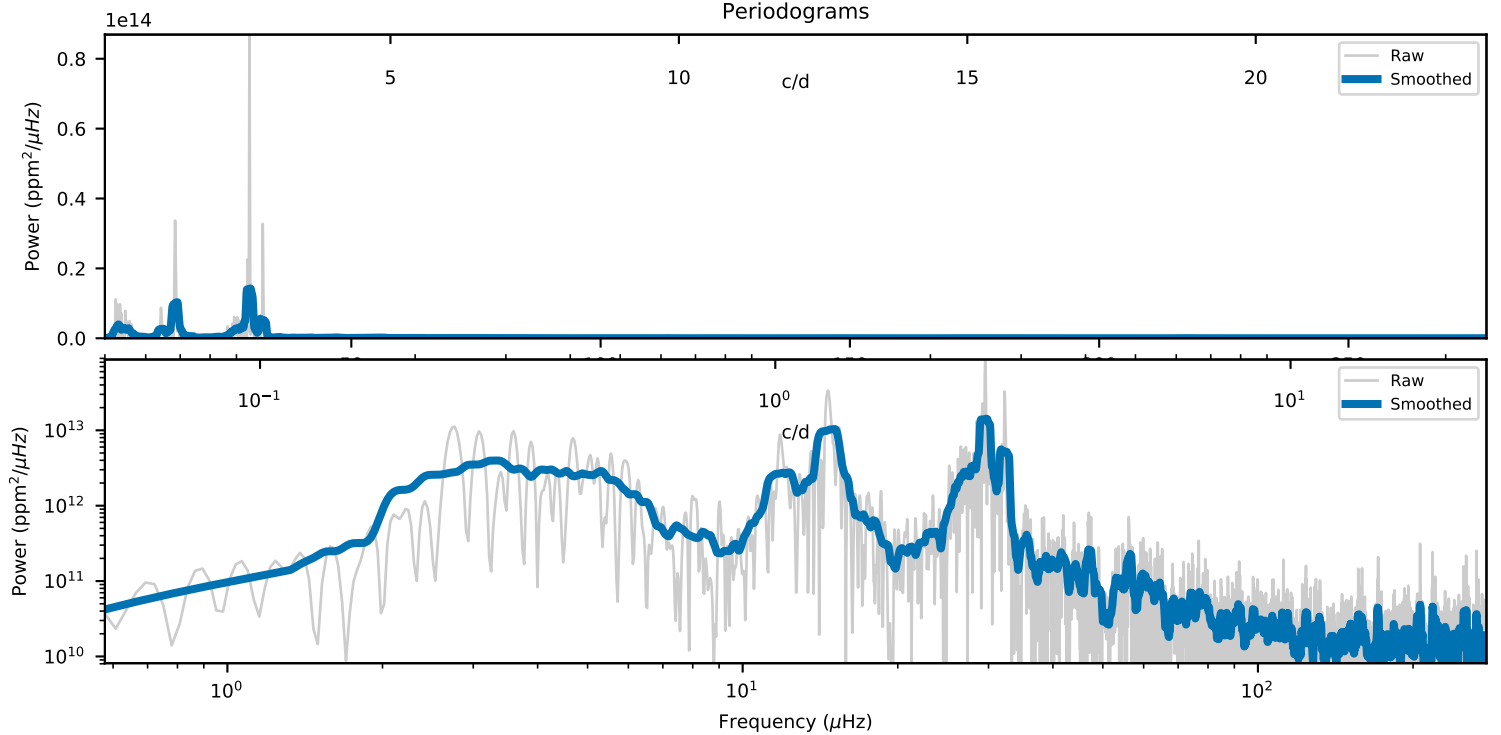 Periodograms
1e14
0.8
0.6
0.4
0.2
0.0
Power (ppm²/μHz)
5
10
c/d
15
20
Raw
Smoothed
10⁻¹
10⁰
10¹
c/d
Raw
Smoothed
10¹³
10¹²
10¹¹
10¹⁰
Power (ppm²/μHz)
10⁰
10¹
10²
Frequency (μHz)